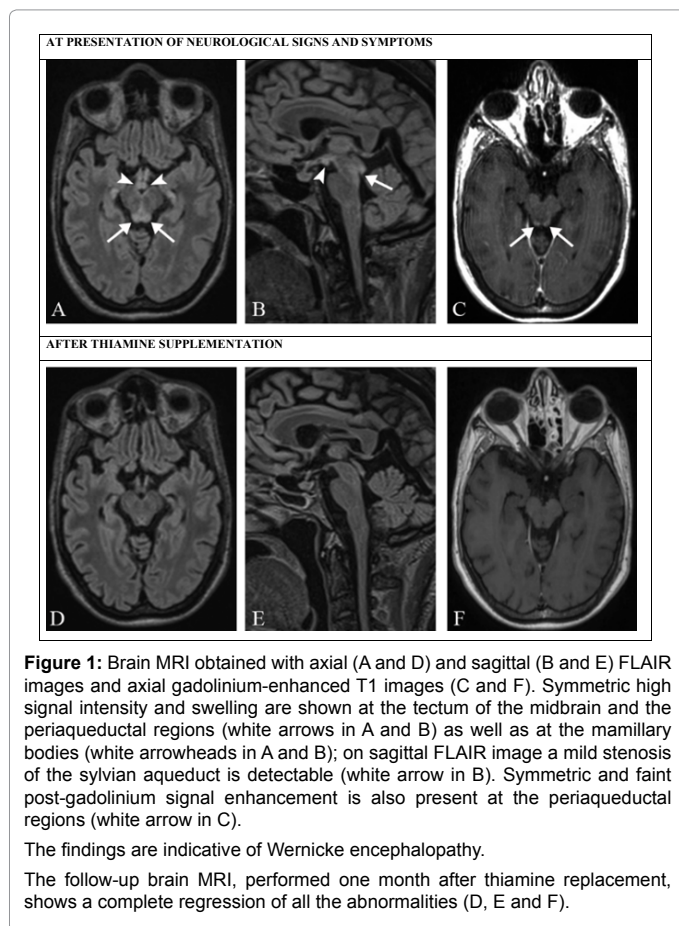 AT PRESENTATION OF NEUROLOGICAL SIGNS AND SYMPTOMS
A
B
C
AFTER THIAMINE SUPPLEMENTATION
D
E
F
Figure 1: Brain MRI obtained with axial (A and D) and sagittal (B and E) FLAIR
images and axial gadolinium-enhanced T1 images (C and F). Symmetric high
signal intensity and swelling are shown at the tectum of the midbrain and the
periaqueductal regions (white arrows in A and B) as well as at the mamillary
bodies (white arrowheads in A and B); on sagittal FLAIR image a mild stenosis
of the sylvian aqueduct is detectable (white arrow in B). Symmetric and faint
post-gadolinium signal enhancement is also present at the periaqueductal
regions (white arrow in C).
The findings are indicative of Wernicke encephalopathy.
The follow-up brain MRI, performed one month after thiamine replacement,
shows a complete regression of all the abnormalities (D, E and F).